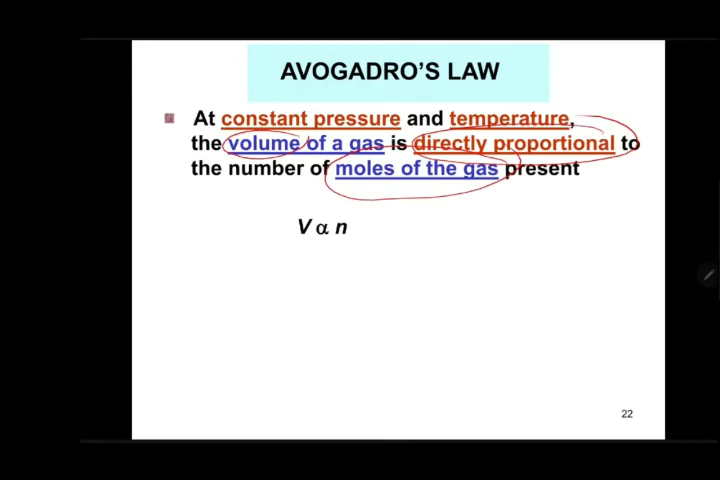 AVOGADRO'S LAW
At constant pressure and temperature,
the volume of a gas is directly proportional to
the number of moles of the gas present
V α n
22